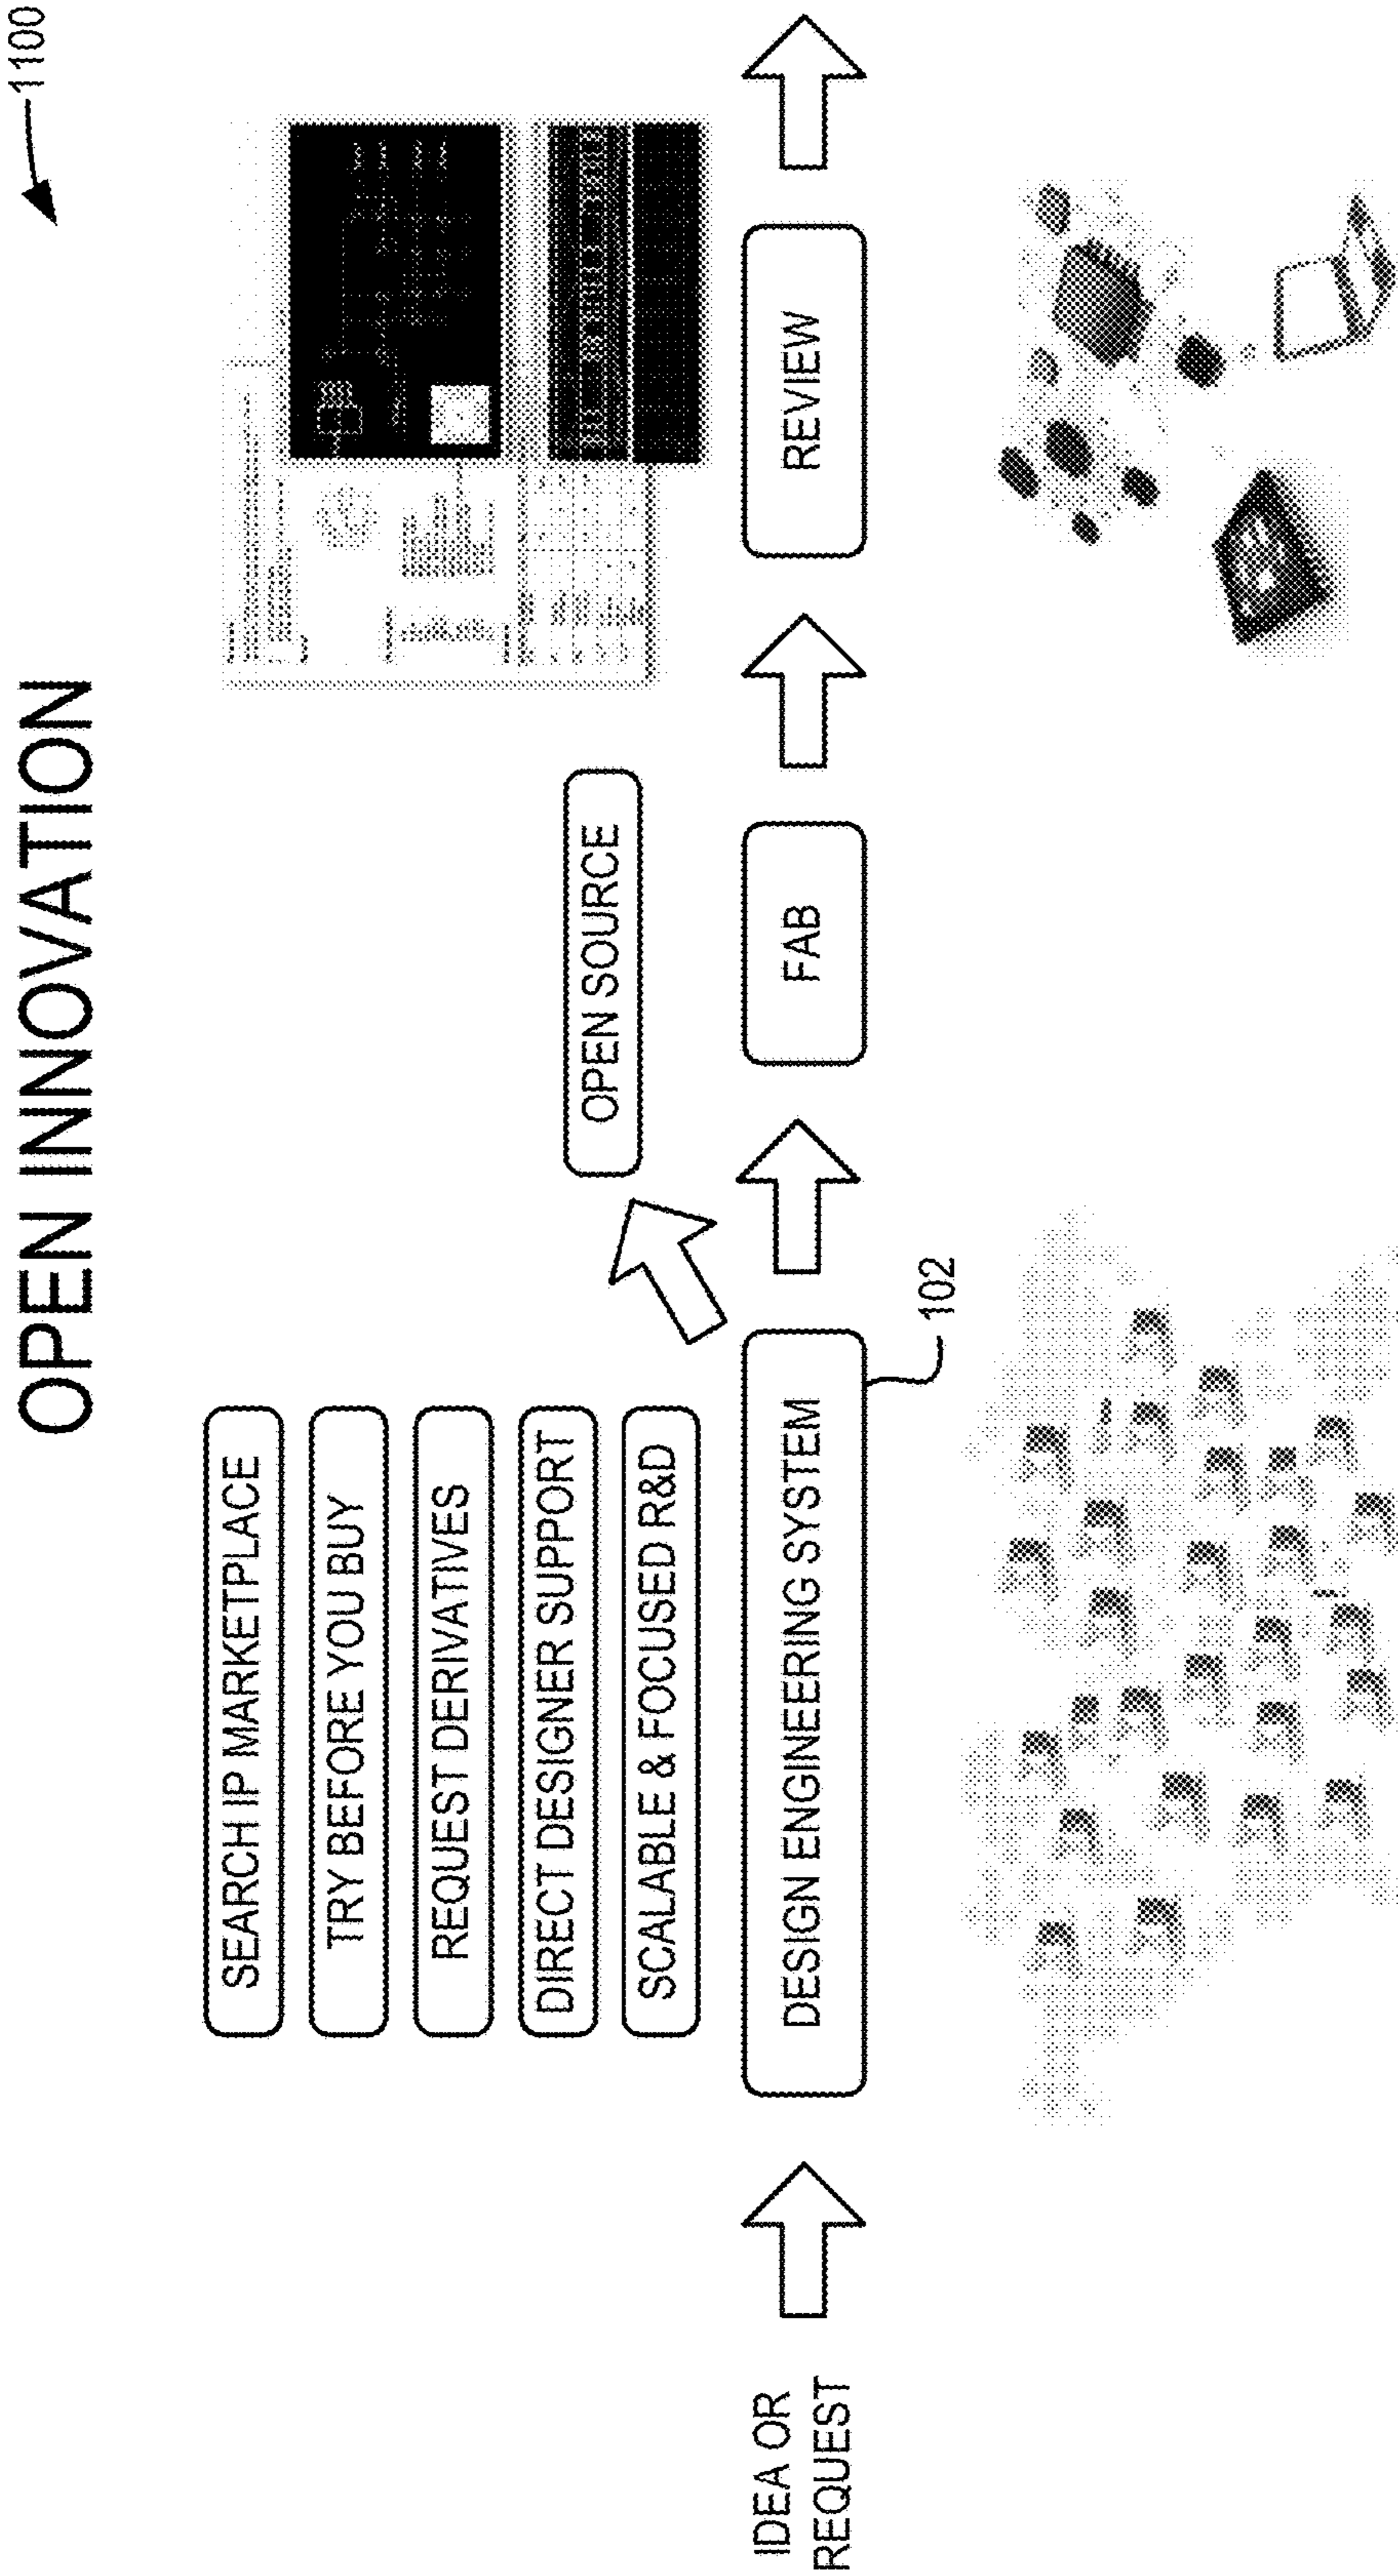 OPEN INNOVATION
1100
SEARCH IP MARKETPLACE
TRY BEFORE YOU BUY
REQUEST DERIVATIVES
DIRECT DESIGNER SUPPORT
SCALABLE & FOCUSED R&D
OPEN SOURCE
IDEA OR
REQUEST
DESIGN ENGINEERING SYSTEM
FAB
REVIEW
102